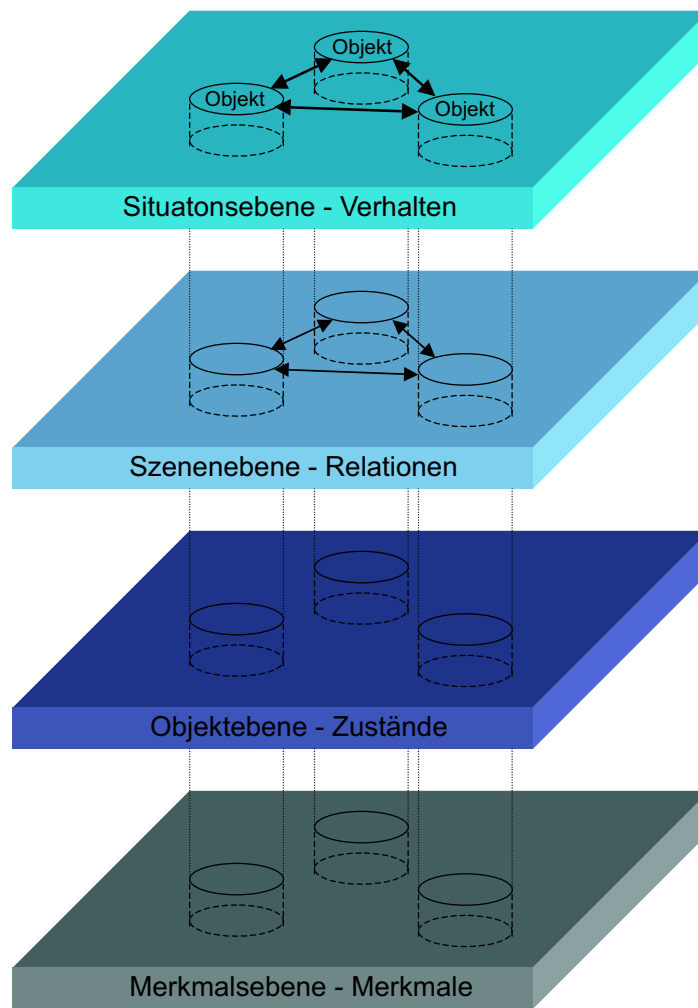 Objekt
Objekt
Objekt
Situatonsebene - Verhalten
Szenenebene - Relationen
Objektebene - Zustände
Merkmalsebene - Merkmale